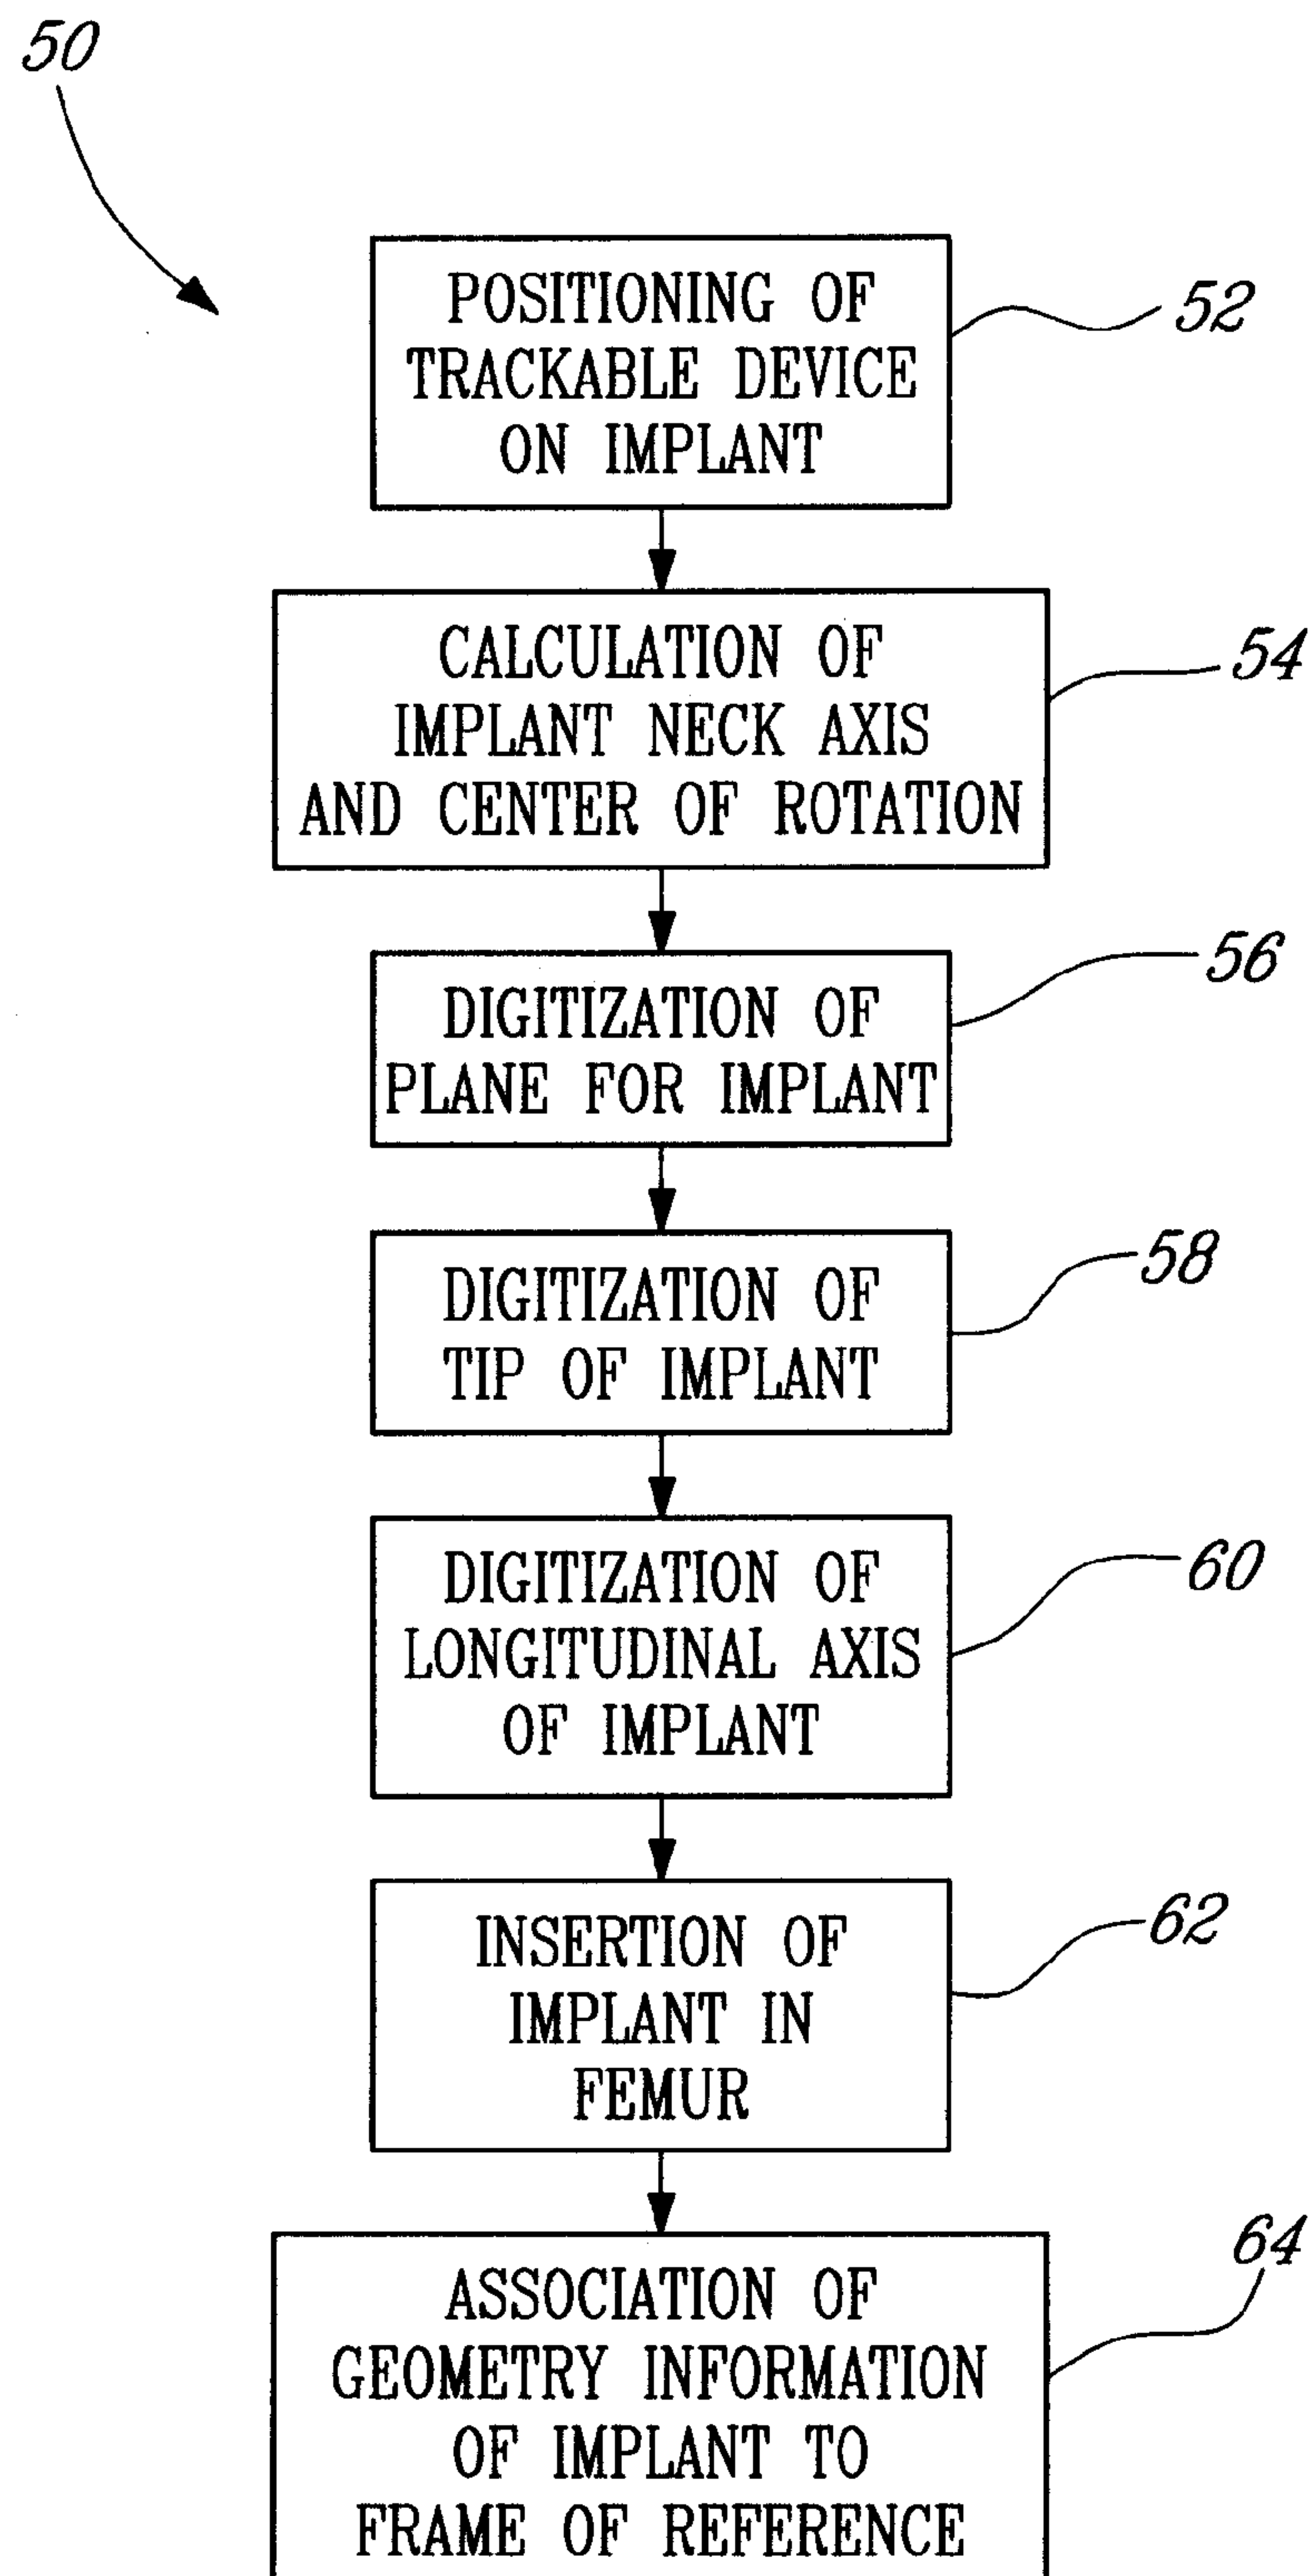 50
POSITIONING OF
TRACKABLE DEVICE
ON IMPLANT
52
CALCULATION OF
IMPLANT NECK AXIS
AND CENTER OF ROTATION
54
DIGITIZATION OF
PLANE FOR IMPLANT
56
DIGITIZATION OF
TIP OF IMPLANT
58
DIGITIZATION OF
LONGITUDINAL AXIS
OF IMPLANT
60
INSERTION OF
IMPLANT IN
FEMUR
62
ASSOCIATION OF
GEOMETRY INFORMATION
OF IMPLANT TO
FRAME OF REFERENCE
64